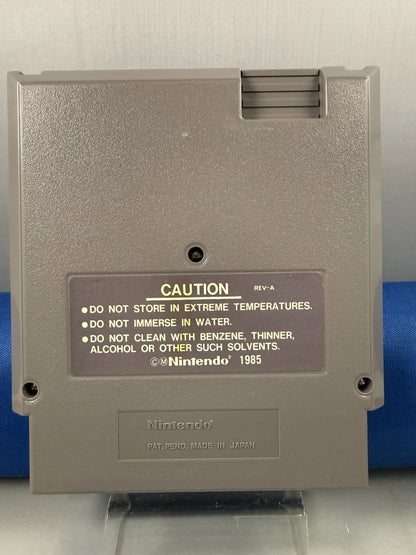 CAUTION REV-A
• DO NOT STORE IN EXTREME TEMPERATURES.
• DO NOT IMMERSE IN WATER.
• DO NOT CLEAN WITH BENZENE, THINNER,
ALCOHOL OR OTHER SUCH SOLVENTS.
©Ⓜ Nintendo® 1985
Nintendo®
PAT. PEND. MADE IN JAPAN